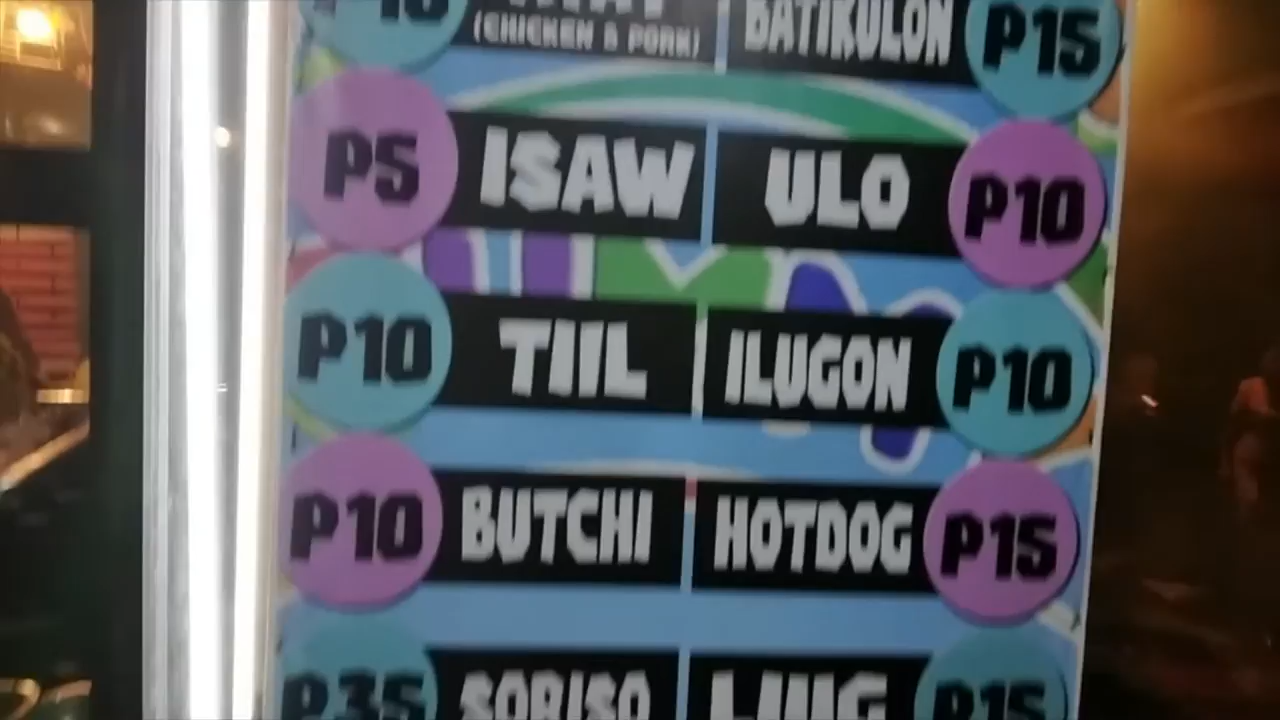 (CHICKEN & PORK) BATIKULON P15
P5 ISAW ULO P10
P10 TIIL ILUGON P10
P10 BUTCHI HOTDOG P15
P35 SORISO LIUG P15